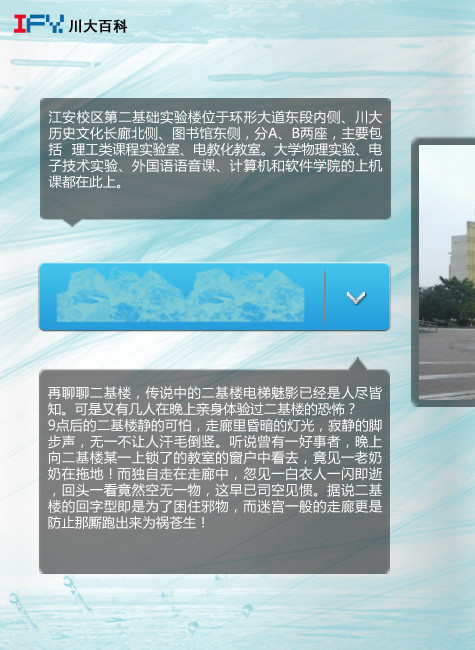 IFY 川大百科
江安校区第二基础实验楼位于环形大道东段内侧、川大
历史文化长廊北侧、图书馆东侧，分A、B两座，主要包
括 理工类课程实验室、电教化教室。大学物理实验、电
子技术实验、外国语语音课、计算机和软件学院的上机
课都在此上。
再聊聊二基楼，传说中的二基楼电梯魅影已经是人尽皆
知。可是又有几人在晚上亲身体验过二基楼的恐怖？
9点后的二基楼静的可怕，走廊里昏暗的灯光，寂静的脚
步声，无一不让人汗毛倒竖。听说曾有一好事者，晚上
向二基楼某一上锁了的教室的窗户中看去，竟见一老奶
奶在拖地！而独自走在走廊中，忽见一白衣人一闪即逝
，回头一看竟然空无一物，这早已司空见惯。据说二基
楼的回字型即是为了困住邪物，而迷宫一般的走廊更是
防止那厮跑出来为祸苍生！